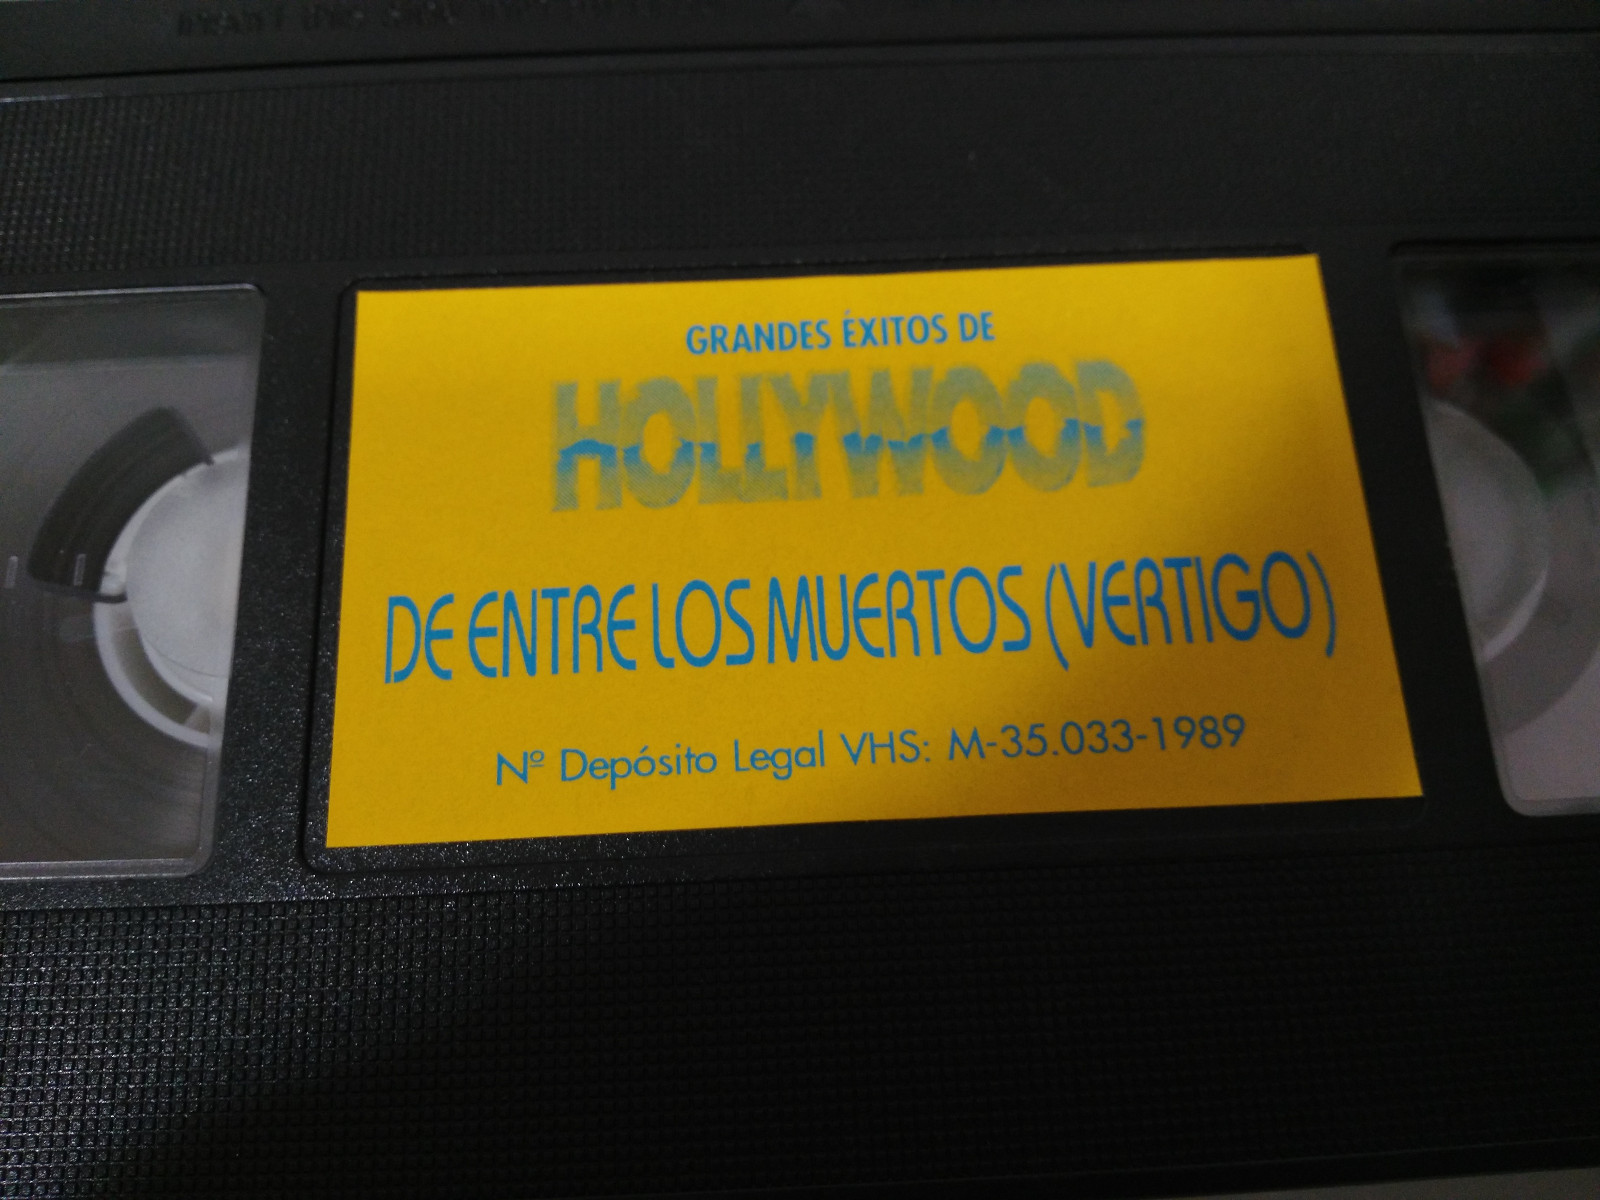 GRANDES ÉXITOS DE
HOLLYWOOD
DE ENTRE LOS MUERTOS (VERTIGO)
Nº Depósito Legal VHS: M-35.033-1989